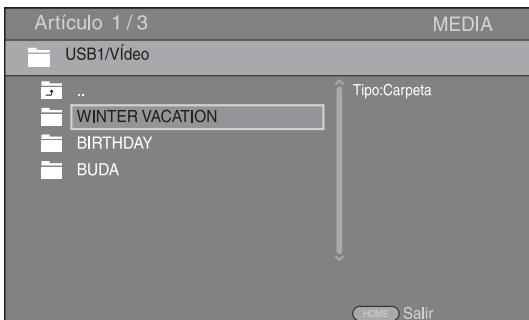 Artículo 1/3 MEDIA
USB1/Vídeo
.. Tipo:Carpeta
WINTER VACATION
BIRTHDAY
BUDA
HOME Salir